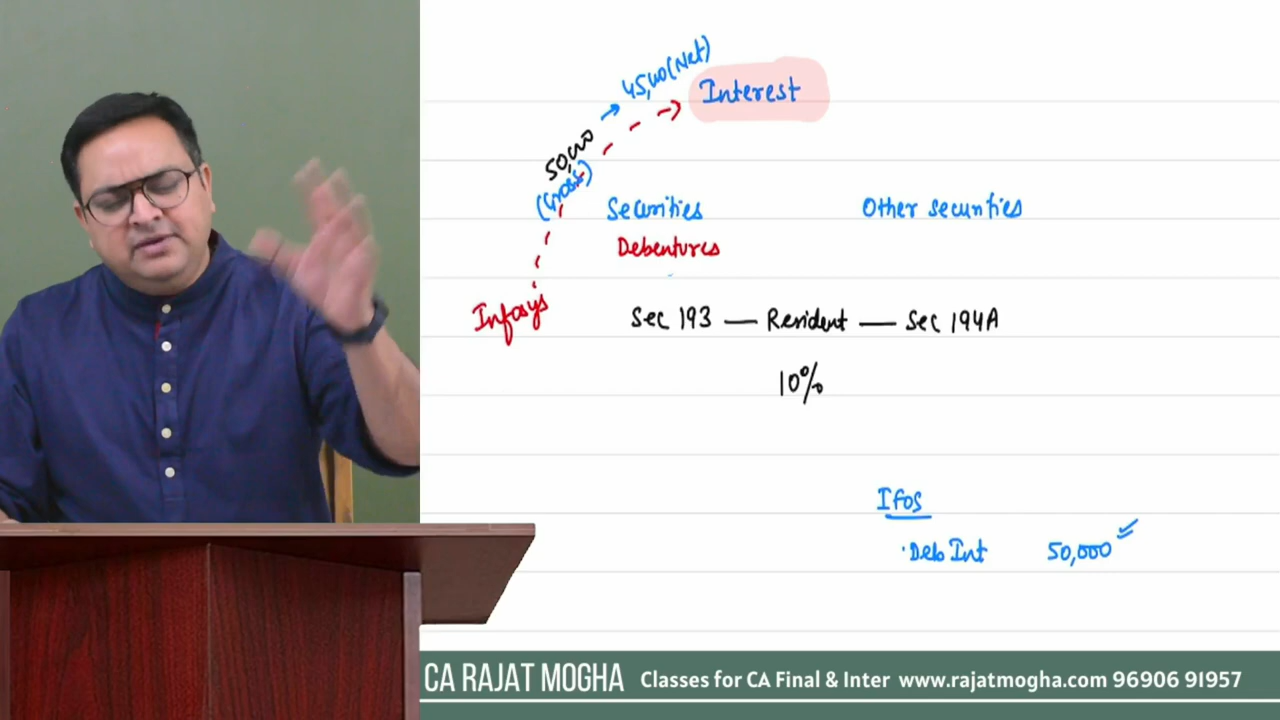 45,000 (Net)
Interest
50,000
(Gross)
Securities Other securities
Debentures
Infosys
Sec 193 — Resident — Sec 194A
10%
Ifos
· Deb Int 50,000
CA RAJAT MOGHA Classes for CA Final & Inter www.rajatmogha.com 96906 91957